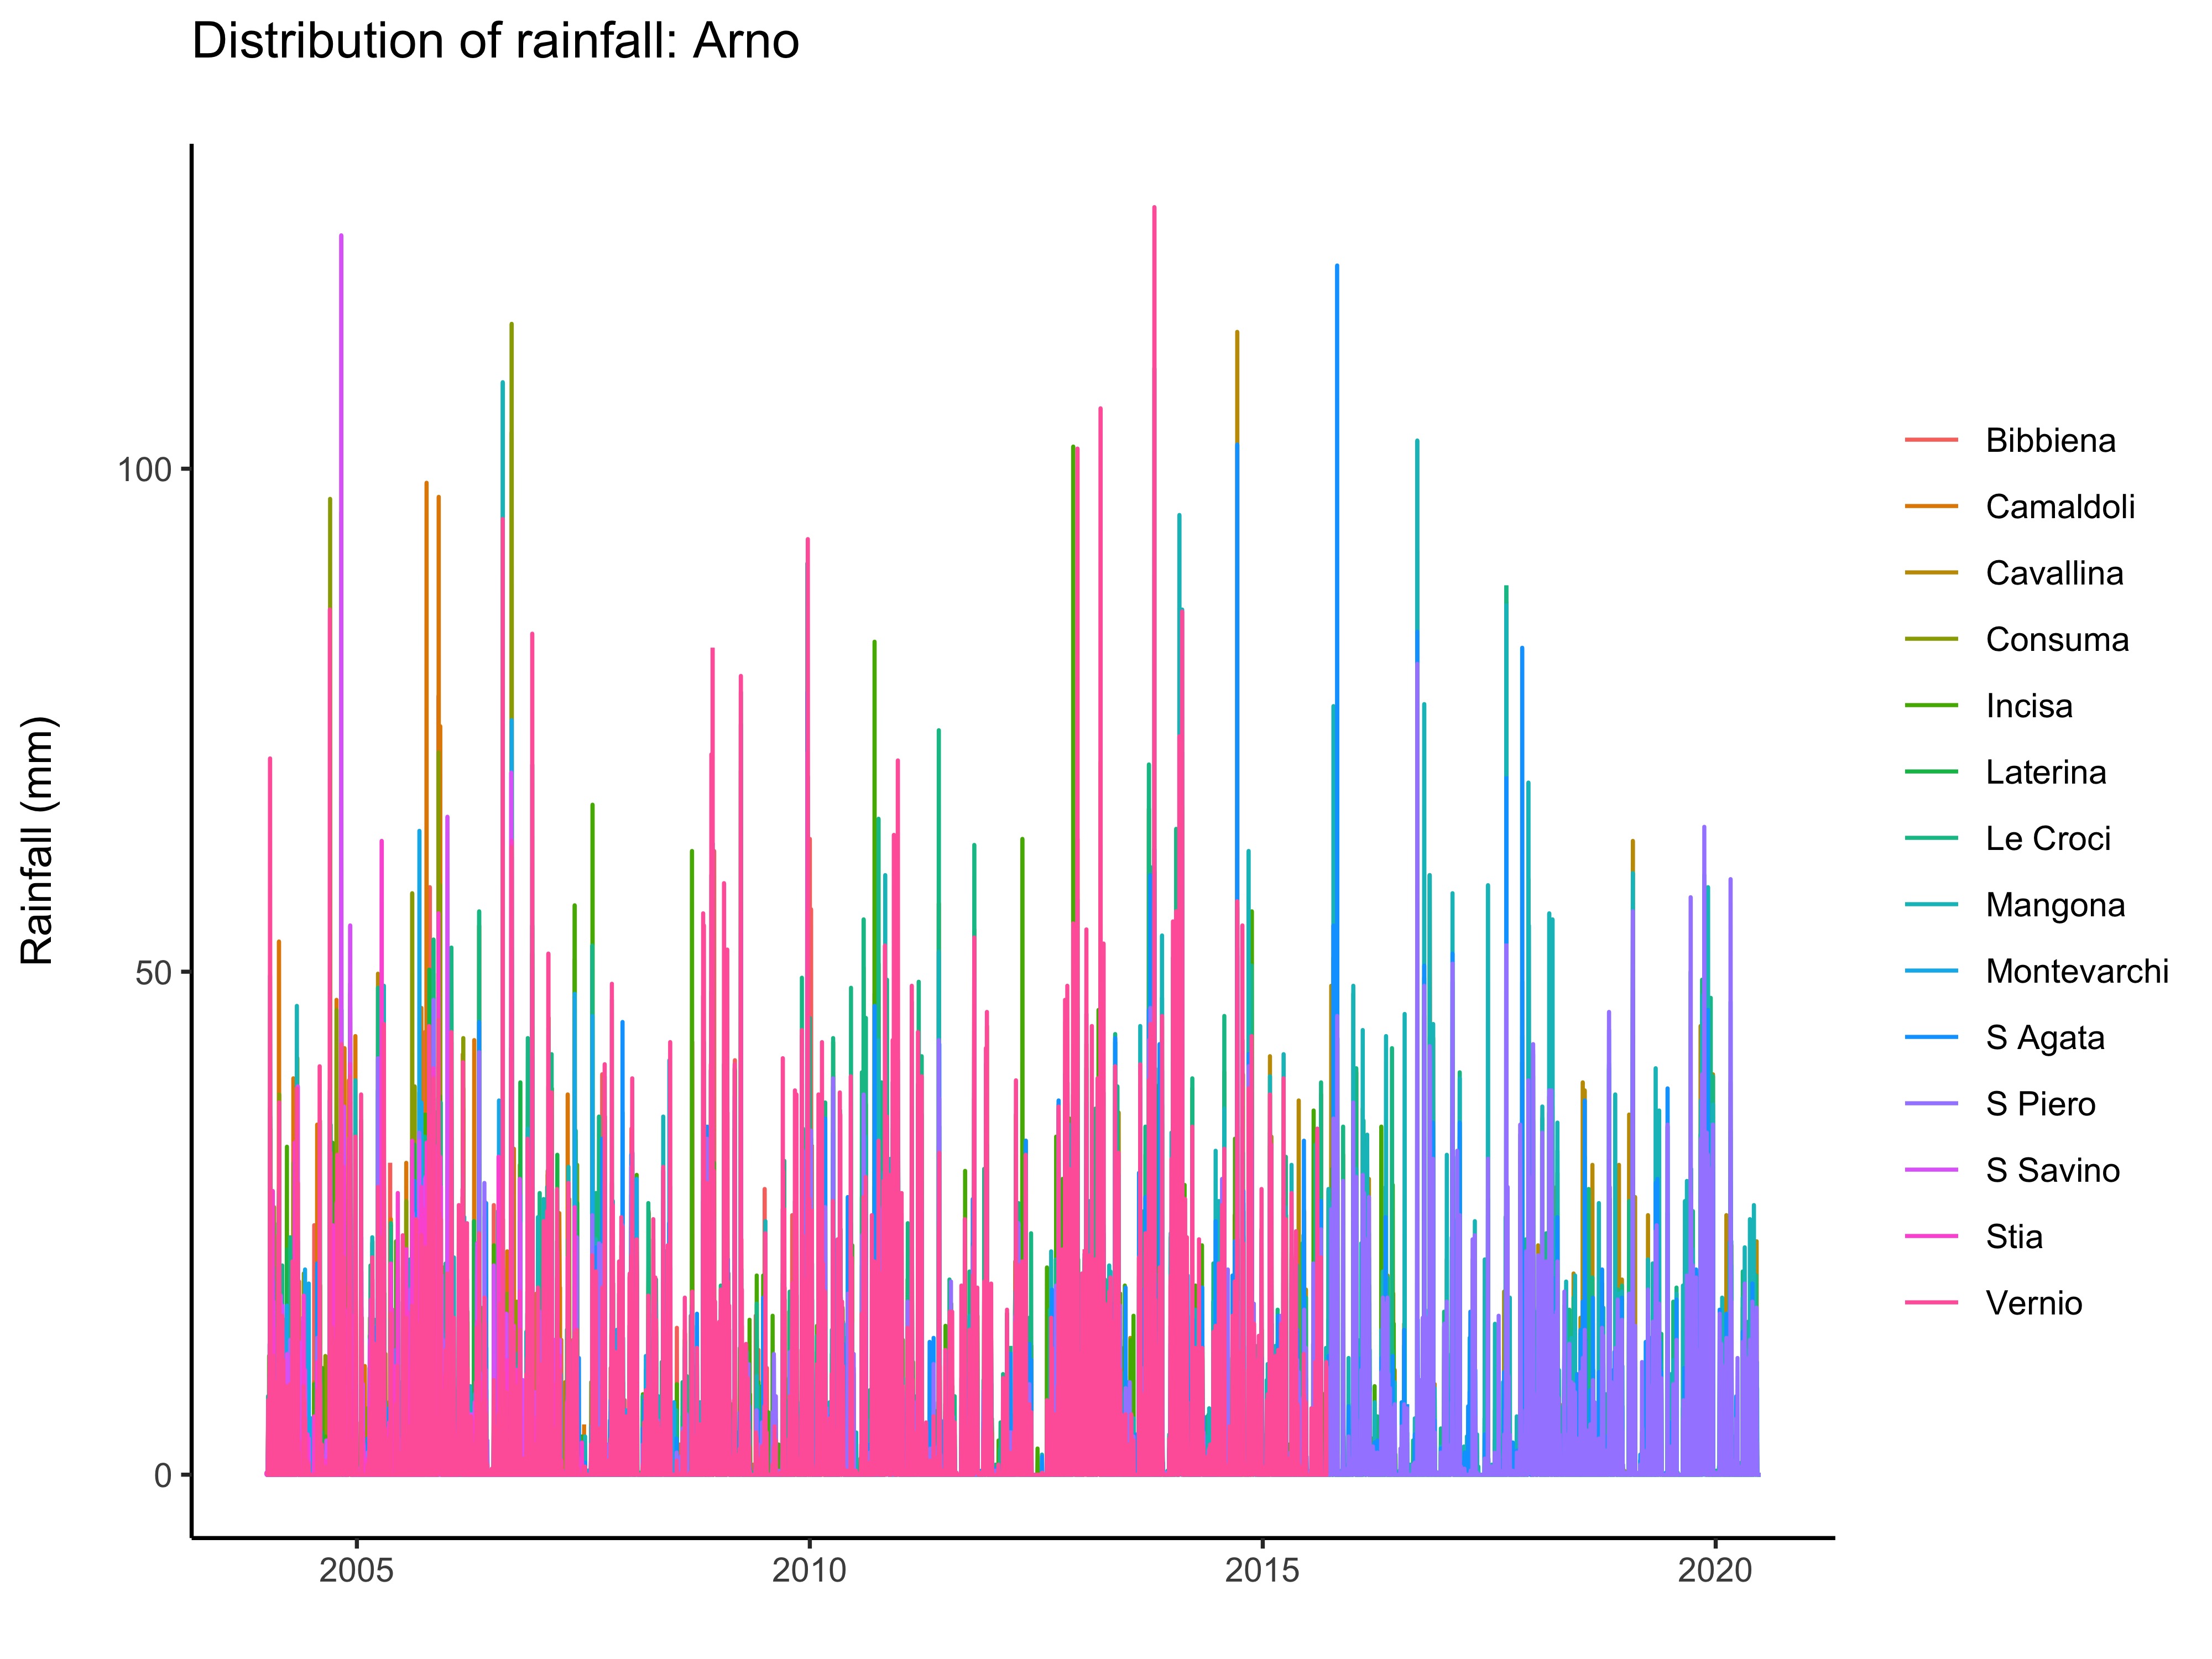 Distribution of rainfall: Arno
Rainfall (mm)
100
50
0
2005
2010
2015
2020
Bibbiena
Camaldoli
Cavallina
Consuma
Incisa
Laterina
Le Croci
Mangona
Montevarchi
S Agata
S Piero
S Savino
Stia
Vernio